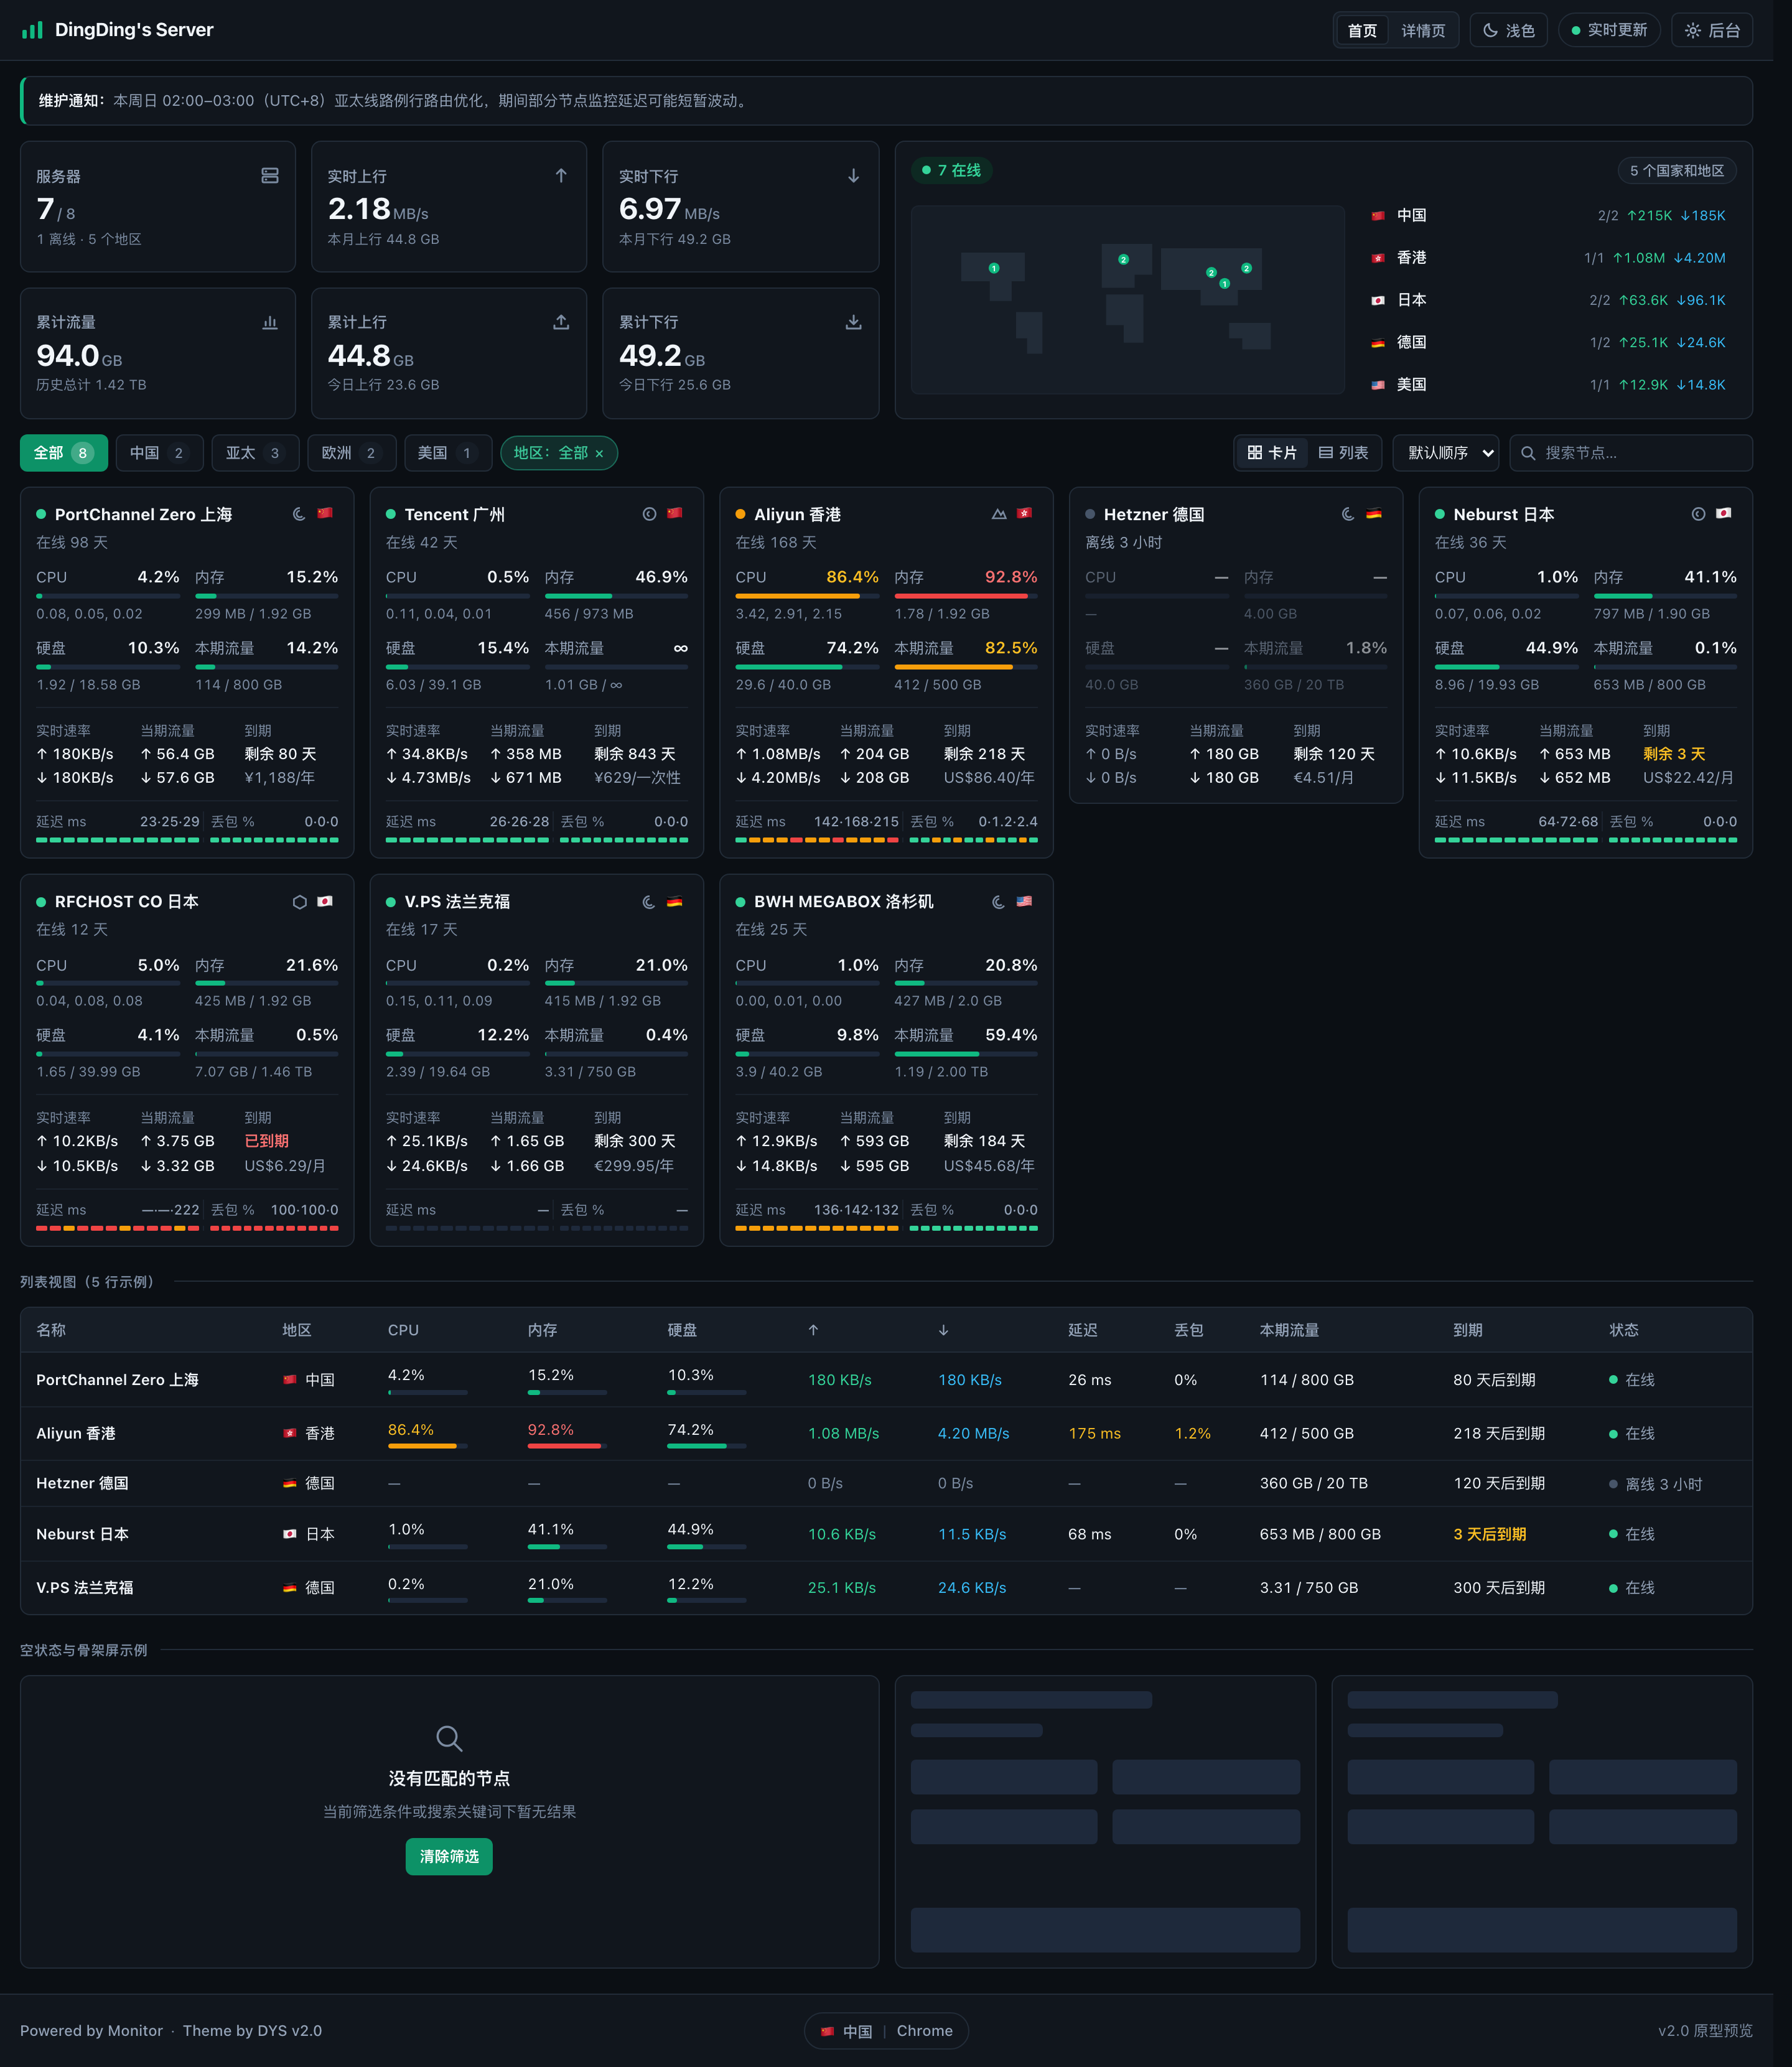 DingDing's Server
首页 详情页 浅色 实时更新 后台
维护通知：本周日 02:00–03:00（UTC+8）亚太线路例行路由优化，期间部分节点监控延迟可能短暂波动。
服务器
7 / 8
1 离线 · 5 个地区
实时上行 ↑
2.18 MB/s
本月上行 44.8 GB
实时下行 ↓
6.97 MB/s
本月下行 49.2 GB
累计流量
94.0 GB
历史总计 1.42 TB
累计上行
44.8 GB
今日上行 23.6 GB
累计下行
49.2 GB
今日下行 25.6 GB
7 在线 5 个国家和地区
1 2 2 1 2
中国 2/2 ↑215K ↓185K
香港 1/1 ↑1.08M ↓4.20M
日本 2/2 ↑63.6K ↓96.1K
德国 1/2 ↑25.1K ↓24.6K
美国 1/1 ↑12.9K ↓14.8K
全部 8 中国 2 亚太 3 欧洲 2 美国 1 地区：全部 × 卡片 列表 默认顺序 搜索节点...
PortChannel Zero 上海
在线 98 天
CPU 4.2% 内存 15.2%
0.08, 0.05, 0.02 299 MB / 1.92 GB
硬盘 10.3% 本期流量 14.2%
1.92 / 18.58 GB 114 / 800 GB
实时速率 当期流量 到期
↑ 180KB/s ↑ 56.4 GB 剩余 80 天
↓ 180KB/s ↓ 57.6 GB ¥1,188/年
延迟 ms 23·25·29 丢包 % 0·0·0
Tencent 广州
在线 42 天
CPU 0.5% 内存 46.9%
0.11, 0.04, 0.01 456 / 973 MB
硬盘 15.4% 本期流量 ∞
6.03 / 39.1 GB 1.01 GB / ∞
实时速率 当期流量 到期
↑ 34.8KB/s ↑ 358 MB 剩余 843 天
↓ 4.73MB/s ↓ 671 MB ¥629/一次性
延迟 ms 26·26·28 丢包 % 0·0·0
Aliyun 香港
在线 168 天
CPU 86.4% 内存 92.8%
3.42, 2.91, 2.15 1.78 / 1.92 GB
硬盘 74.2% 本期流量 82.5%
29.6 / 40.0 GB 412 / 500 GB
实时速率 当期流量 到期
↑ 1.08MB/s ↑ 204 GB 剩余 218 天
↓ 4.20MB/s ↓ 208 GB US$86.40/年
延迟 ms 142·168·215 丢包 % 0·1.2·2.4
Hetzner 德国
离线 3 小时
CPU — 内存 —
— 4.00 GB
硬盘 — 本期流量 1.8%
40.0 GB 360 GB / 20 TB
实时速率 当期流量 到期
↑ 0 B/s ↑ 180 GB 剩余 120 天
↓ 0 B/s ↓ 180 GB €4.51/月
Neburst 日本
在线 36 天
CPU 1.0% 内存 41.1%
0.07, 0.06, 0.02 797 MB / 1.90 GB
硬盘 44.9% 本期流量 0.1%
8.96 / 19.93 GB 653 MB / 800 GB
实时速率 当期流量 到期
↑ 10.6KB/s ↑ 653 MB 剩余 3 天
↓ 11.5KB/s ↓ 652 MB US$22.42/月
延迟 ms 64·72·68 丢包 % 0·0·0
RFCHOST CO 日本
在线 12 天
CPU 5.0% 内存 21.6%
0.04, 0.08, 0.08 425 MB / 1.92 GB
硬盘 4.1% 本期流量 0.5%
1.65 / 39.99 GB 7.07 GB / 1.46 TB
实时速率 当期流量 到期
↑ 10.2KB/s ↑ 3.75 GB 已到期
↓ 10.5KB/s ↓ 3.32 GB US$6.29/月
延迟 ms —·—·222 丢包 % 100·100·0
V.PS 法兰克福
在线 17 天
CPU 0.2% 内存 21.0%
0.15, 0.11, 0.09 415 MB / 1.92 GB
硬盘 12.2% 本期流量 0.4%
2.39 / 19.64 GB 3.31 / 750 GB
实时速率 当期流量 到期
↑ 25.1KB/s ↑ 1.65 GB 剩余 300 天
↓ 24.6KB/s ↓ 1.66 GB €299.95/年
延迟 ms — 丢包 % —
BWH MEGABOX 洛杉矶
在线 25 天
CPU 1.0% 内存 20.8%
0.00, 0.01, 0.00 427 MB / 2.0 GB
硬盘 9.8% 本期流量 59.4%
3.9 / 40.2 GB 1.19 / 2.00 TB
实时速率 当期流量 到期
↑ 12.9KB/s ↑ 593 GB 剩余 184 天
↓ 14.8KB/s ↓ 595 GB US$45.68/年
延迟 ms 136·142·132 丢包 % 0·0·0
列表视图（5 行示例）
名称 地区 CPU 内存 硬盘 ↑ ↓ 延迟 丢包 本期流量 到期 状态
PortChannel Zero 上海 中国 4.2% 15.2% 10.3% 180 KB/s 180 KB/s 26 ms 0% 114 / 800 GB 80 天后到期 在线
Aliyun 香港 香港 86.4% 92.8% 74.2% 1.08 MB/s 4.20 MB/s 175 ms 1.2% 412 / 500 GB 218 天后到期 在线
Hetzner 德国 德国 — — — 0 B/s 0 B/s — — 360 GB / 20 TB 120 天后到期 离线 3 小时
Neburst 日本 日本 1.0% 41.1% 44.9% 10.6 KB/s 11.5 KB/s 68 ms 0% 653 MB / 800 GB 3 天后到期 在线
V.PS 法兰克福 德国 0.2% 21.0% 12.2% 25.1 KB/s 24.6 KB/s — — 3.31 / 750 GB 300 天后到期 在线
空状态与骨架屏示例
没有匹配的节点
当前筛选条件或搜索关键词下暂无结果
清除筛选
Powered by Monitor · Theme by DYS v2.0 中国 | Chrome v2.0 原型预览